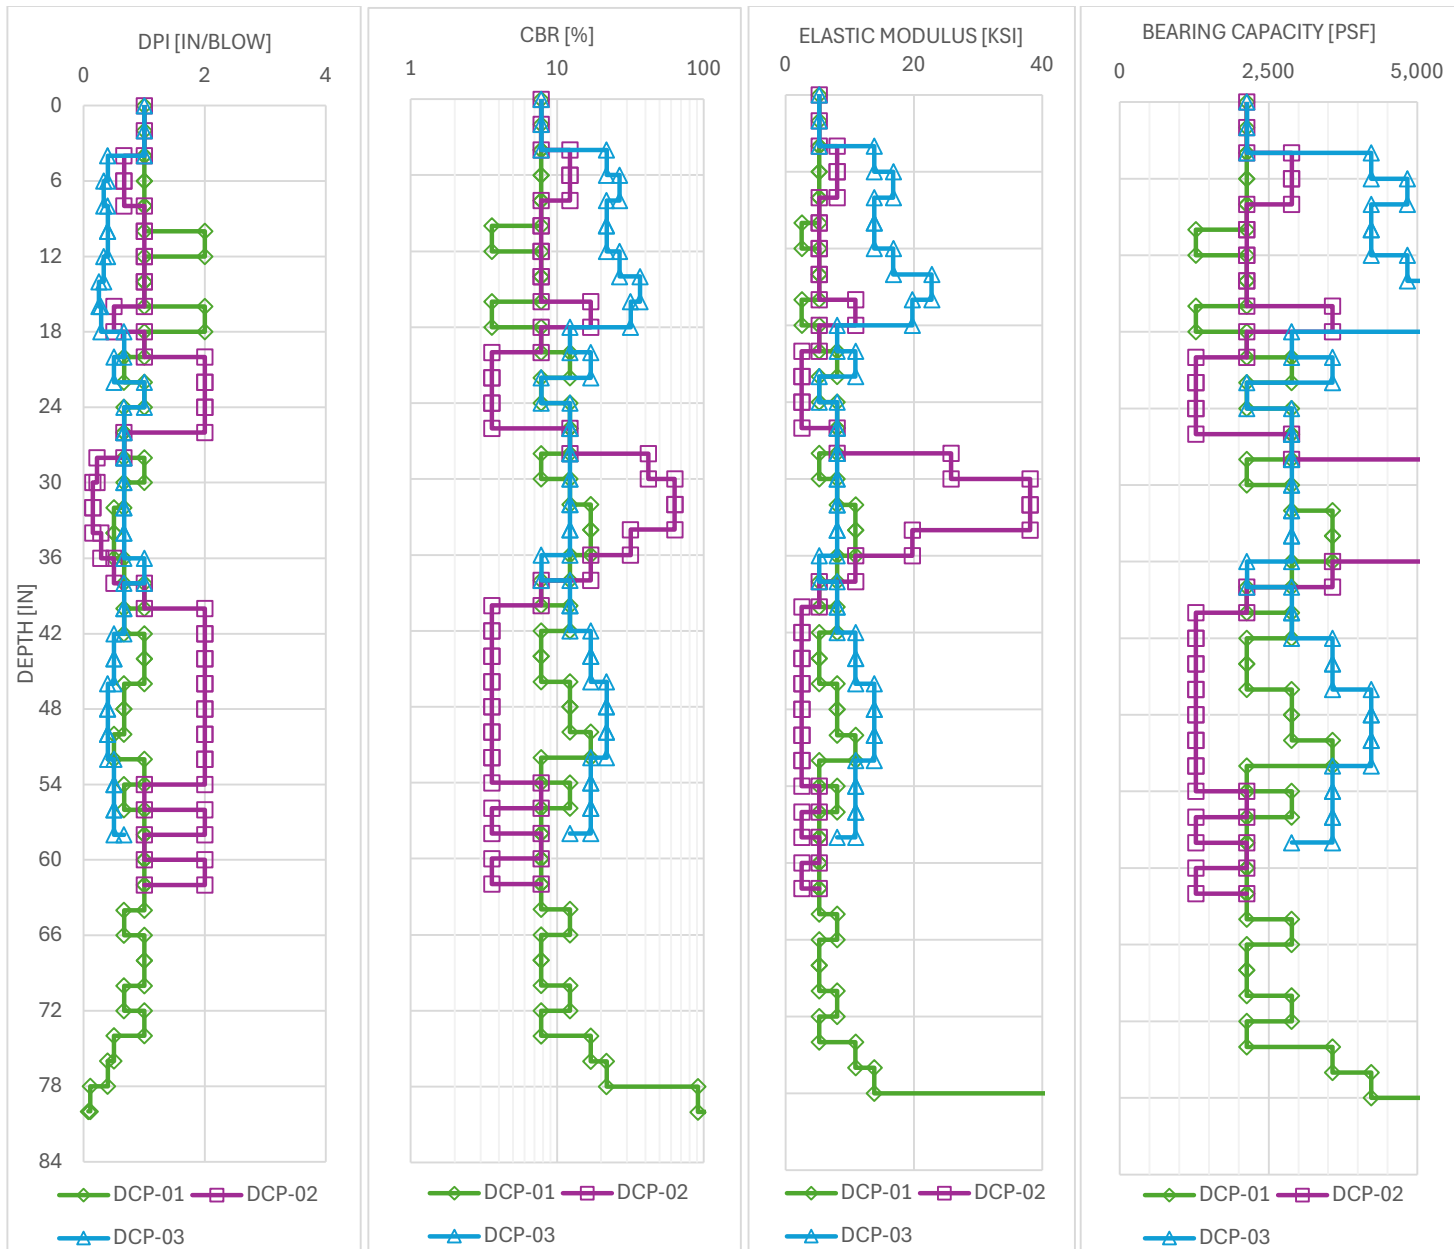 DPI [IN/BLOW]
0 2 4
CBR [%]
1 10 100
ELASTIC MODULUS [KSI]
0 20 40
BEARING CAPACITY [PSF]
0 2,500 5,000
DEPTH [IN]
0
6
12
18
24
30
36
42
48
54
60
66
72
78
84
DCP-01 DCP-02
DCP-03
DCP-01 DCP-02
DCP-03
DCP-01 DCP-02
DCP-03
DCP-01 DCP-02
DCP-03